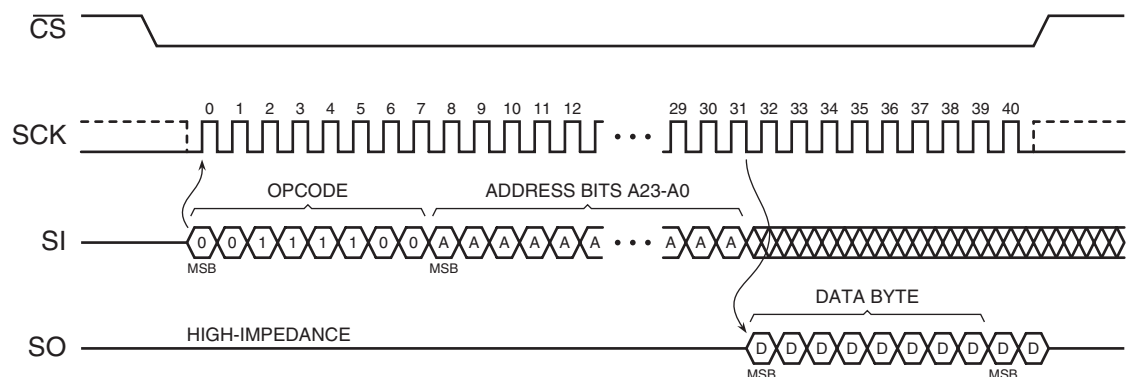 CS
SCK
0 1 2 3 4 5 6 7 8 9 10 11 12 29 30 31 32 33 34 35 36 37 38 39 40
OPCODE ADDRESS BITS A23-A0
SI 0 0 1 1 1 1 0 0 A A A A A A A A A
MSB MSB
DATA BYTE
HIGH-IMPEDANCE
SO D D D D D D D D D D
MSB MSB